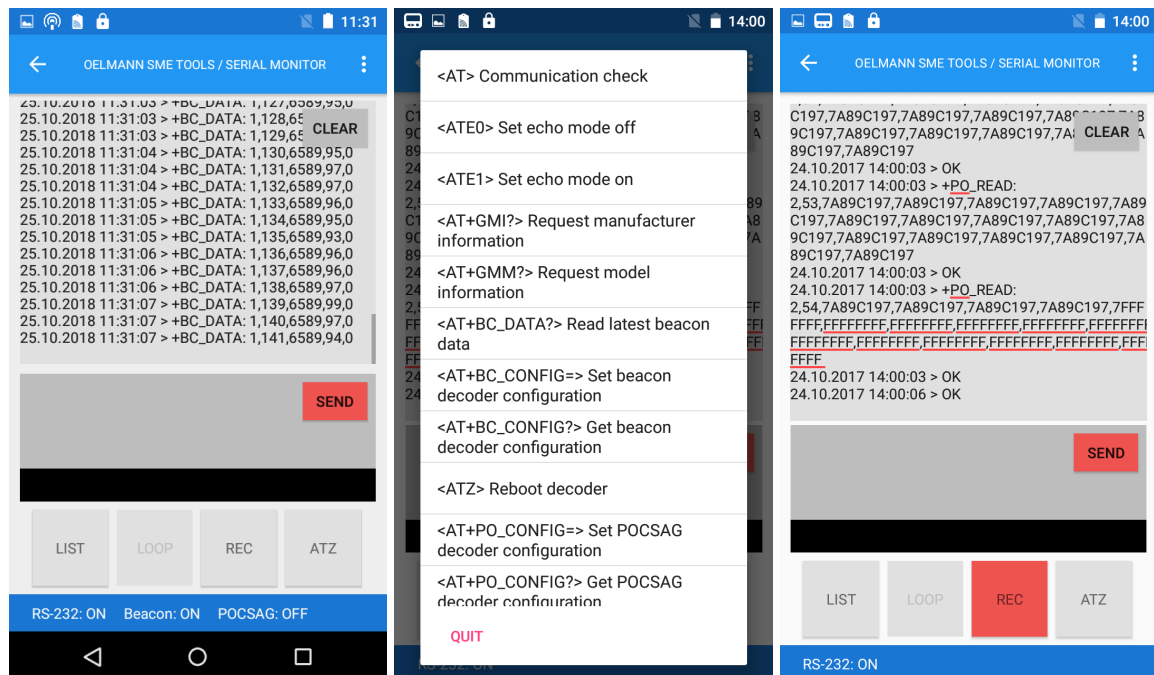 11:31
OELMANN SME TOOLS / SERIAL MONITOR
25.10.2018 11:31:03 > +BC_DATA: 1,127,6589,95,0
25.10.2018 11:31:03 > +BC_DATA: 1,128,65
25.10.2018 11:31:03 > +BC_DATA: 1,129,65
CLEAR
25.10.2018 11:31:04 > +BC_DATA: 1,130,6589,95,0
25.10.2018 11:31:04 > +BC_DATA: 1,131,6589,97,0
25.10.2018 11:31:04 > +BC_DATA: 1,132,6589,97,0
25.10.2018 11:31:05 > +BC_DATA: 1,133,6589,96,0
25.10.2018 11:31:05 > +BC_DATA: 1,134,6589,95,0
25.10.2018 11:31:05 > +BC_DATA: 1,135,6589,93,0
25.10.2018 11:31:06 > +BC_DATA: 1,136,6589,96,0
25.10.2018 11:31:06 > +BC_DATA: 1,137,6589,96,0
25.10.2018 11:31:06 > +BC_DATA: 1,138,6589,97,0
25.10.2018 11:31:07 > +BC_DATA: 1,139,6589,99,0
25.10.2018 11:31:07 > +BC_DATA: 1,140,6589,97,0
25.10.2018 11:31:07 > +BC_DATA: 1,141,6589,94,0
SEND
LIST LOOP REC ATZ
RS-232: ON Beacon: ON POCSAG: OFF
14:00
<AT> Communication check
<ATE0> Set echo mode off
<ATE1> Set echo mode on
<AT+GMI?> Request manufacturer
information
<AT+GMM?> Request model
information
<AT+BC_DATA?> Read latest beacon
data
<AT+BC_CONFIG=> Set beacon
decoder configuration
<AT+BC_CONFIG?> Get beacon
decoder configuration
<ATZ> Reboot decoder
<AT+PO_CONFIG=> Set POCSAG
decoder configuration
<AT+PO_CONFIG?> Get POCSAG
decoder configuration
QUIT
RS-232: ON
14:00
OELMANN SME TOOLS / SERIAL MONITOR
C197,7A89C197,7A89C197,7A89C197,7A89
9C197,7A89C197,7A89C197,7A89
CLEAR
89C197,7A89C197
24.10.2017 14:00:03 > OK
24.10.2017 14:00:03 > +PO_READ:
2,53,7A89C197,7A89C197,7A89C197,7A89C197,7A89
C197,7A89C197,7A89C197,7A89C197,7A89C197,7A8
9C197,7A89C197,7A89C197,7A89C197,7A89C197,7A
89C197,7A89C197
24.10.2017 14:00:03 > OK
24.10.2017 14:00:03 > +PO_READ:
2,54,7A89C197,7A89C197,7A89C197,7A89C197,7FFF
FFFF,FFFFFFFF,FFFFFFFF,FFFFFFFF,FFFFFFFF,FFFFFFFF
FFFFFFFF,FFFFFFFF,FFFFFFFF,FFFFFFFF,FFFFFFFF,FFFF
FFFF
24.10.2017 14:00:03 > OK
24.10.2017 14:00:06 > OK
SEND
LIST LOOP REC ATZ
RS-232: ON